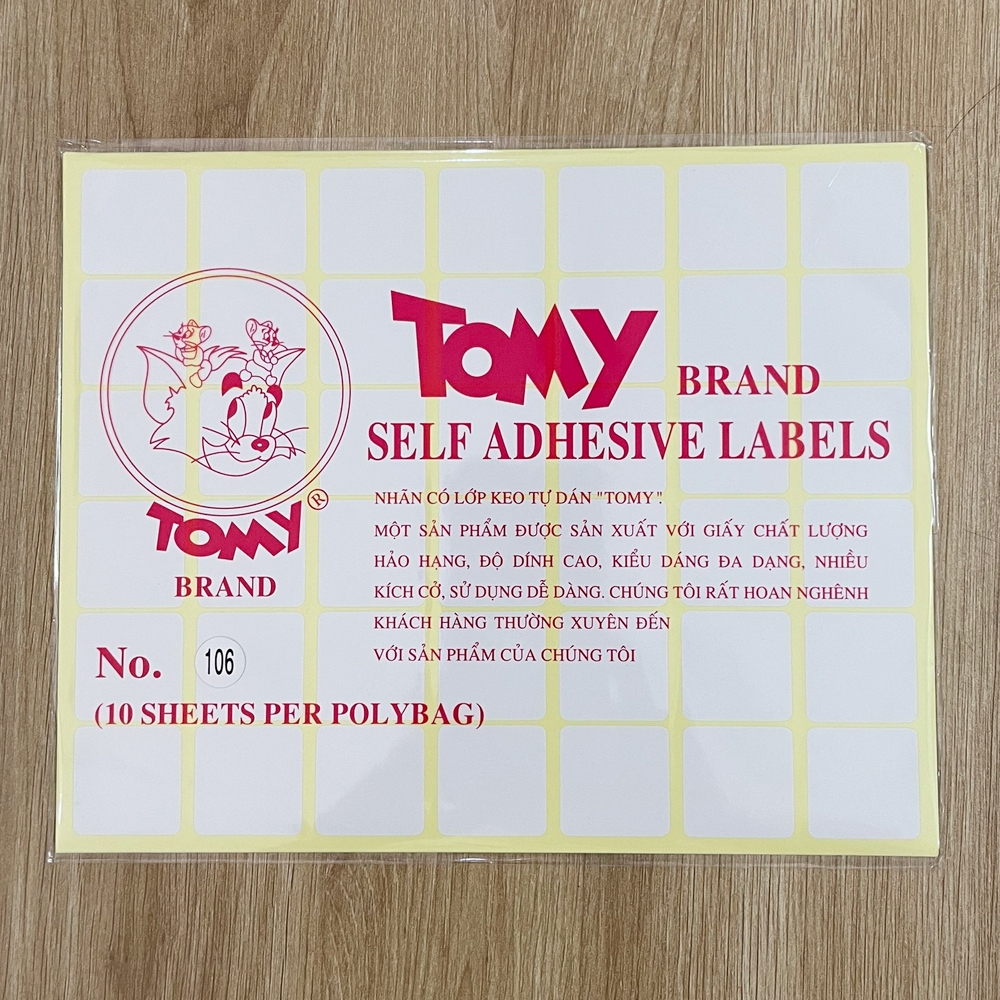 TOMY BRAND
SELF ADHESIVE LABELS
NHÃN CÓ LỚP KEO TỰ DÁN "TOMY".
MỘT SẢN PHẨM ĐƯỢC SẢN XUẤT VỚI GIẤY CHẤT LƯỢNG
HẢO HẠNG, ĐỘ DÍNH CAO, KIỂU DÁNG ĐA DẠNG, NHIỀU
KÍCH CỞ, SỬ DỤNG DỄ DÀNG. CHÚNG TÔI RẤT HOAN NGHÊNH
KHÁCH HÀNG THƯỜNG XUYÊN ĐẾN
VỚI SẢN PHẨM CỦA CHÚNG TÔI
TOMY ®
BRAND
No. 106
(10 SHEETS PER POLYBAG)